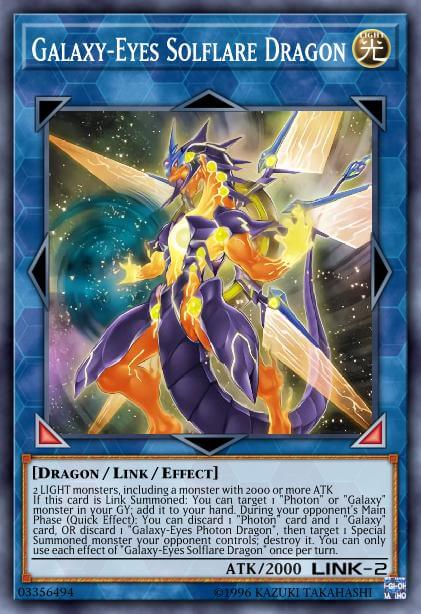 GALAXY-EYES SOLFLARE DRAGON
LIGHT
光
[DRAGON / LINK / EFFECT]
2 LIGHT monsters, including a monster with 2000 or more ATK
If this card is Link Summoned: You can target 1 "Photon" or "Galaxy"
monster in your GY; add it to your hand. During your opponent's Main
Phase (Quick Effect): You can discard 1 "Photon" card and 1 "Galaxy"
card, OR discard 1 "Galaxy-Eyes Photon Dragon", then target 1 Special
Summoned monster your opponent controls; destroy it. You can only
use each effect of "Galaxy-Eyes Solflare Dragon" once per turn.
ATK/2000 LINK-2
03356494
©1996 KAZUKI TAKAHASHI